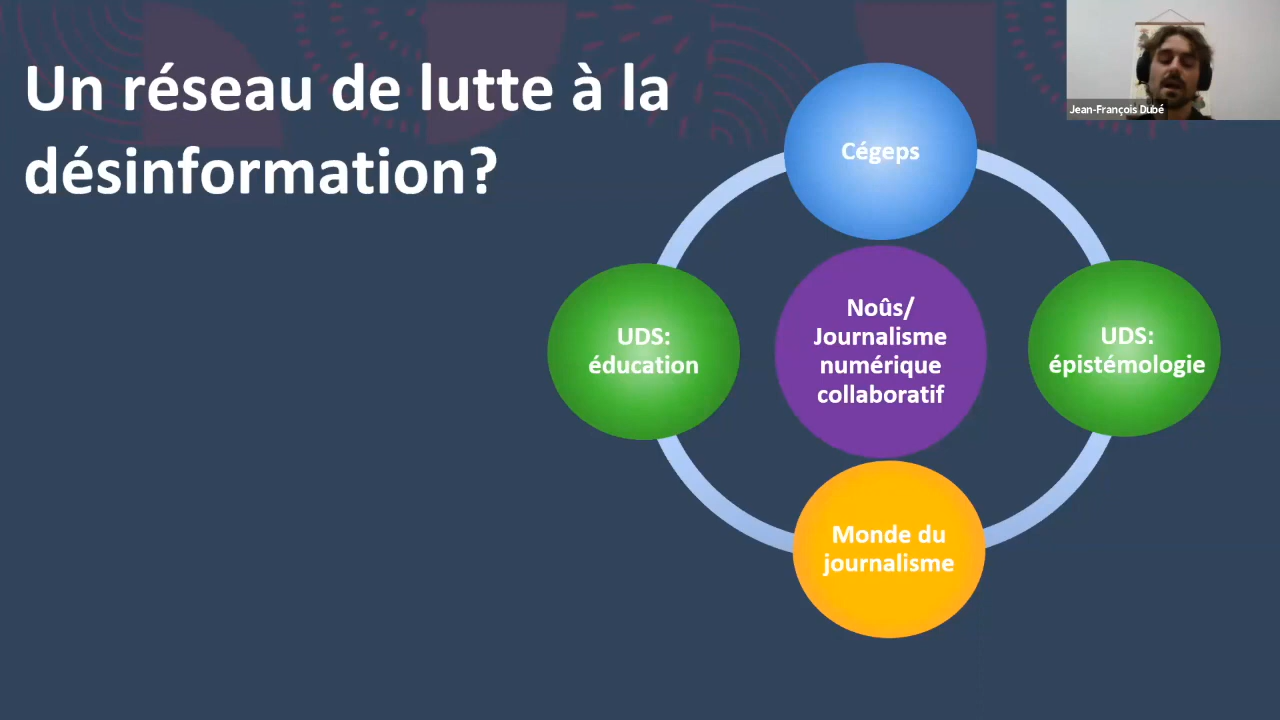 Un réseau de lutte à la
désinformation?
Jean-François Dubé
Cégeps
UDS:
éducation
Noûs/
Journalisme
numérique
collaboratif
UDS:
épistémologie
Monde du
journalisme